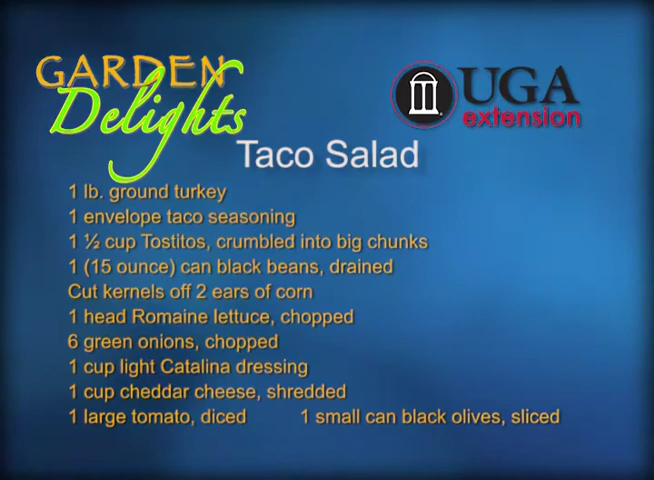 GARDEN
Delights
UGA
extension
Taco Salad
1 lb. ground turkey
1 envelope taco seasoning
1 ½ cup Tostitos, crumbled into big chunks
1 (15 ounce) can black beans, drained
Cut kernels off 2 ears of corn
1 head Romaine lettuce, chopped
6 green onions, chopped
1 cup light Catalina dressing
1 cup cheddar cheese, shredded
1 large tomato, diced 1 small can black olives, sliced